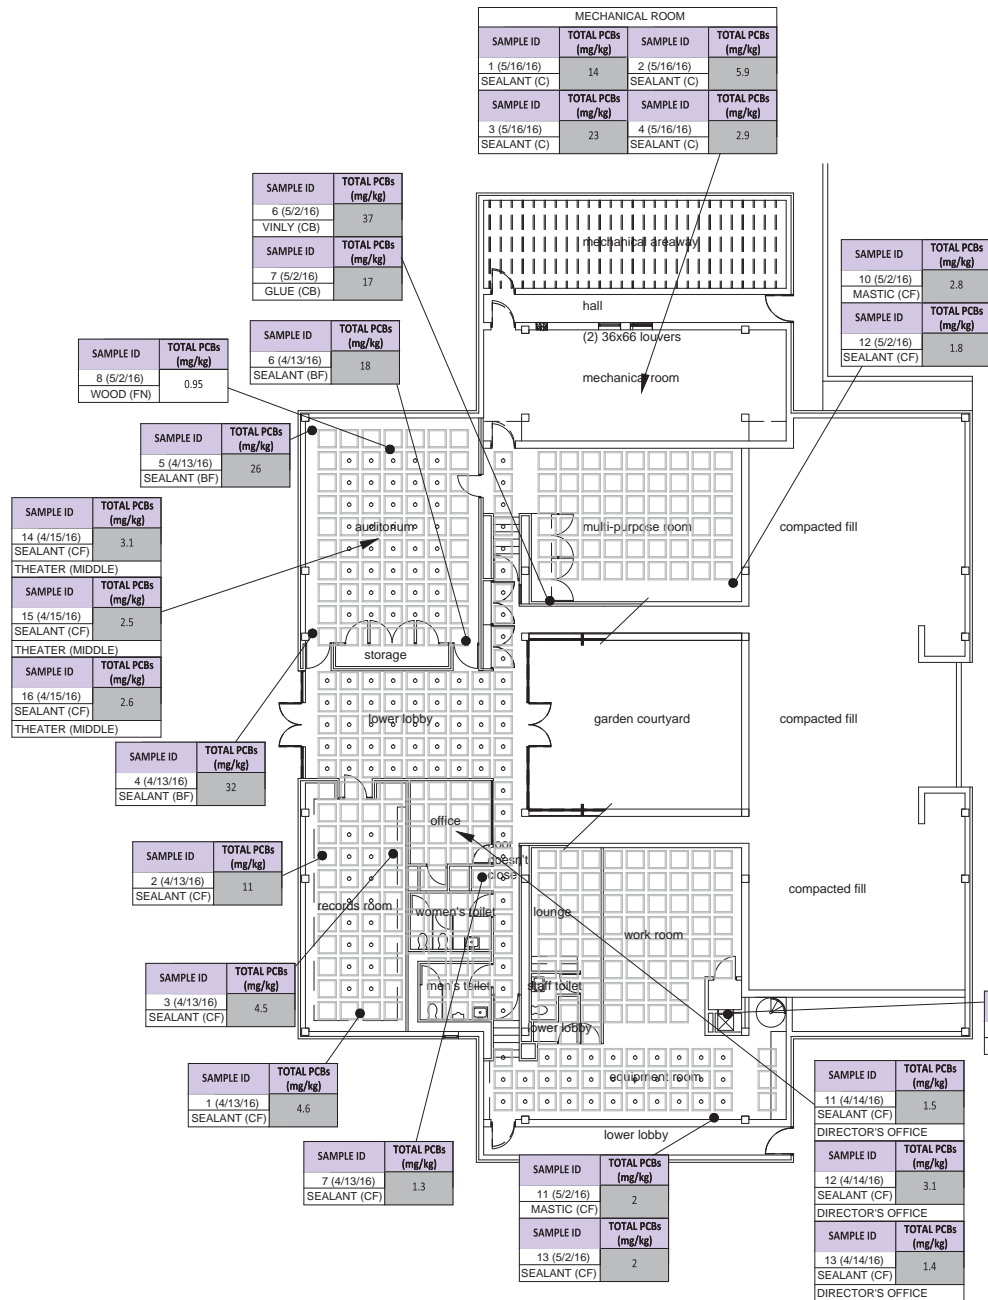 MECHANICAL ROOM
SAMPLE ID TOTAL PCBs (mg/kg) SAMPLE ID TOTAL PCBs (mg/kg)
1 (5/16/16) 14 2 (5/16/16) 5.9
SEALANT (C) SEALANT (C)
SAMPLE ID TOTAL PCBs (mg/kg) SAMPLE ID TOTAL PCBs (mg/kg)
3 (5/16/16) 23 4 (5/16/16) 2.9
SEALANT (C) SEALANT (C)
SAMPLE ID TOTAL PCBs (mg/kg)
6 (5/2/16) 37
VINLY (CB)
SAMPLE ID TOTAL PCBs (mg/kg)
7 (5/2/16) 17
GLUE (CB)
SAMPLE ID TOTAL PCBs (mg/kg)
10 (5/2/16) 2.8
MASTIC (CF)
SAMPLE ID TOTAL PCBs (mg/kg)
12 (5/2/16) 1.8
SEALANT (CF)
SAMPLE ID TOTAL PCBs (mg/kg)
6 (4/13/16) 18
SEALANT (BF)
SAMPLE ID TOTAL PCBs (mg/kg)
8 (5/2/16) 0.95
WOOD (FN)
SAMPLE ID TOTAL PCBs (mg/kg)
5 (4/13/16) 26
SEALANT (BF)
SAMPLE ID TOTAL PCBs (mg/kg)
14 (4/15/16) 3.1
SEALANT (CF)
THEATER (MIDDLE)
SAMPLE ID TOTAL PCBs (mg/kg)
15 (4/15/16) 2.5
SEALANT (CF)
THEATER (MIDDLE)
SAMPLE ID TOTAL PCBs (mg/kg)
16 (4/15/16) 2.6
SEALANT (CF)
THEATER (MIDDLE)
SAMPLE ID TOTAL PCBs (mg/kg)
4 (4/13/16) 32
SEALANT (BF)
SAMPLE ID TOTAL PCBs (mg/kg)
2 (4/13/16) 11
SEALANT (CF)
SAMPLE ID TOTAL PCBs (mg/kg)
3 (4/13/16) 4.5
SEALANT (CF)
SAMPLE ID TOTAL PCBs (mg/kg)
1 (4/13/16) 4.6
SEALANT (CF)
SAMPLE ID TOTAL PCBs (mg/kg)
7 (4/13/16) 1.3
SEALANT (CF)
SAMPLE ID TOTAL PCBs (mg/kg)
11 (5/2/16) 2
MASTIC (CF)
SAMPLE ID TOTAL PCBs (mg/kg)
13 (5/2/16) 2
SEALANT (CF)
SAMPLE ID TOTAL PCBs (mg/kg)
11 (4/14/16) 1.5
SEALANT (CF)
DIRECTOR'S OFFICE
SAMPLE ID TOTAL PCBs (mg/kg)
12 (4/14/16) 3.1
SEALANT (CF)
DIRECTOR'S OFFICE
SAMPLE ID TOTAL PCBs (mg/kg)
13 (4/14/16) 1.4
SEALANT (CF)
DIRECTOR'S OFFICE
mechanical areaway
hall
(2) 36x66 louvers
mechanical room
auditorium
multi-purpose room
compacted fill
storage
lower lobby
garden courtyard
compacted fill
office
door
doesn't
close
records room
women's toilet
lounge
work room
compacted fill
men's toilet
staff toilet
lower lobby
equipment room
lower lobby